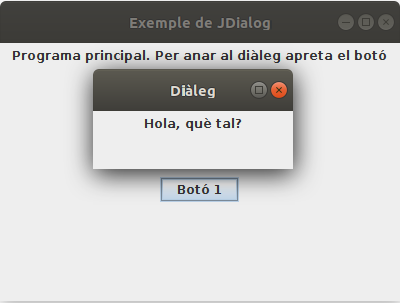 Exemple de JDialog
Programa principal. Per anar al diàleg apreta el botó
Diàleg
Hola, què tal?
Botó 1